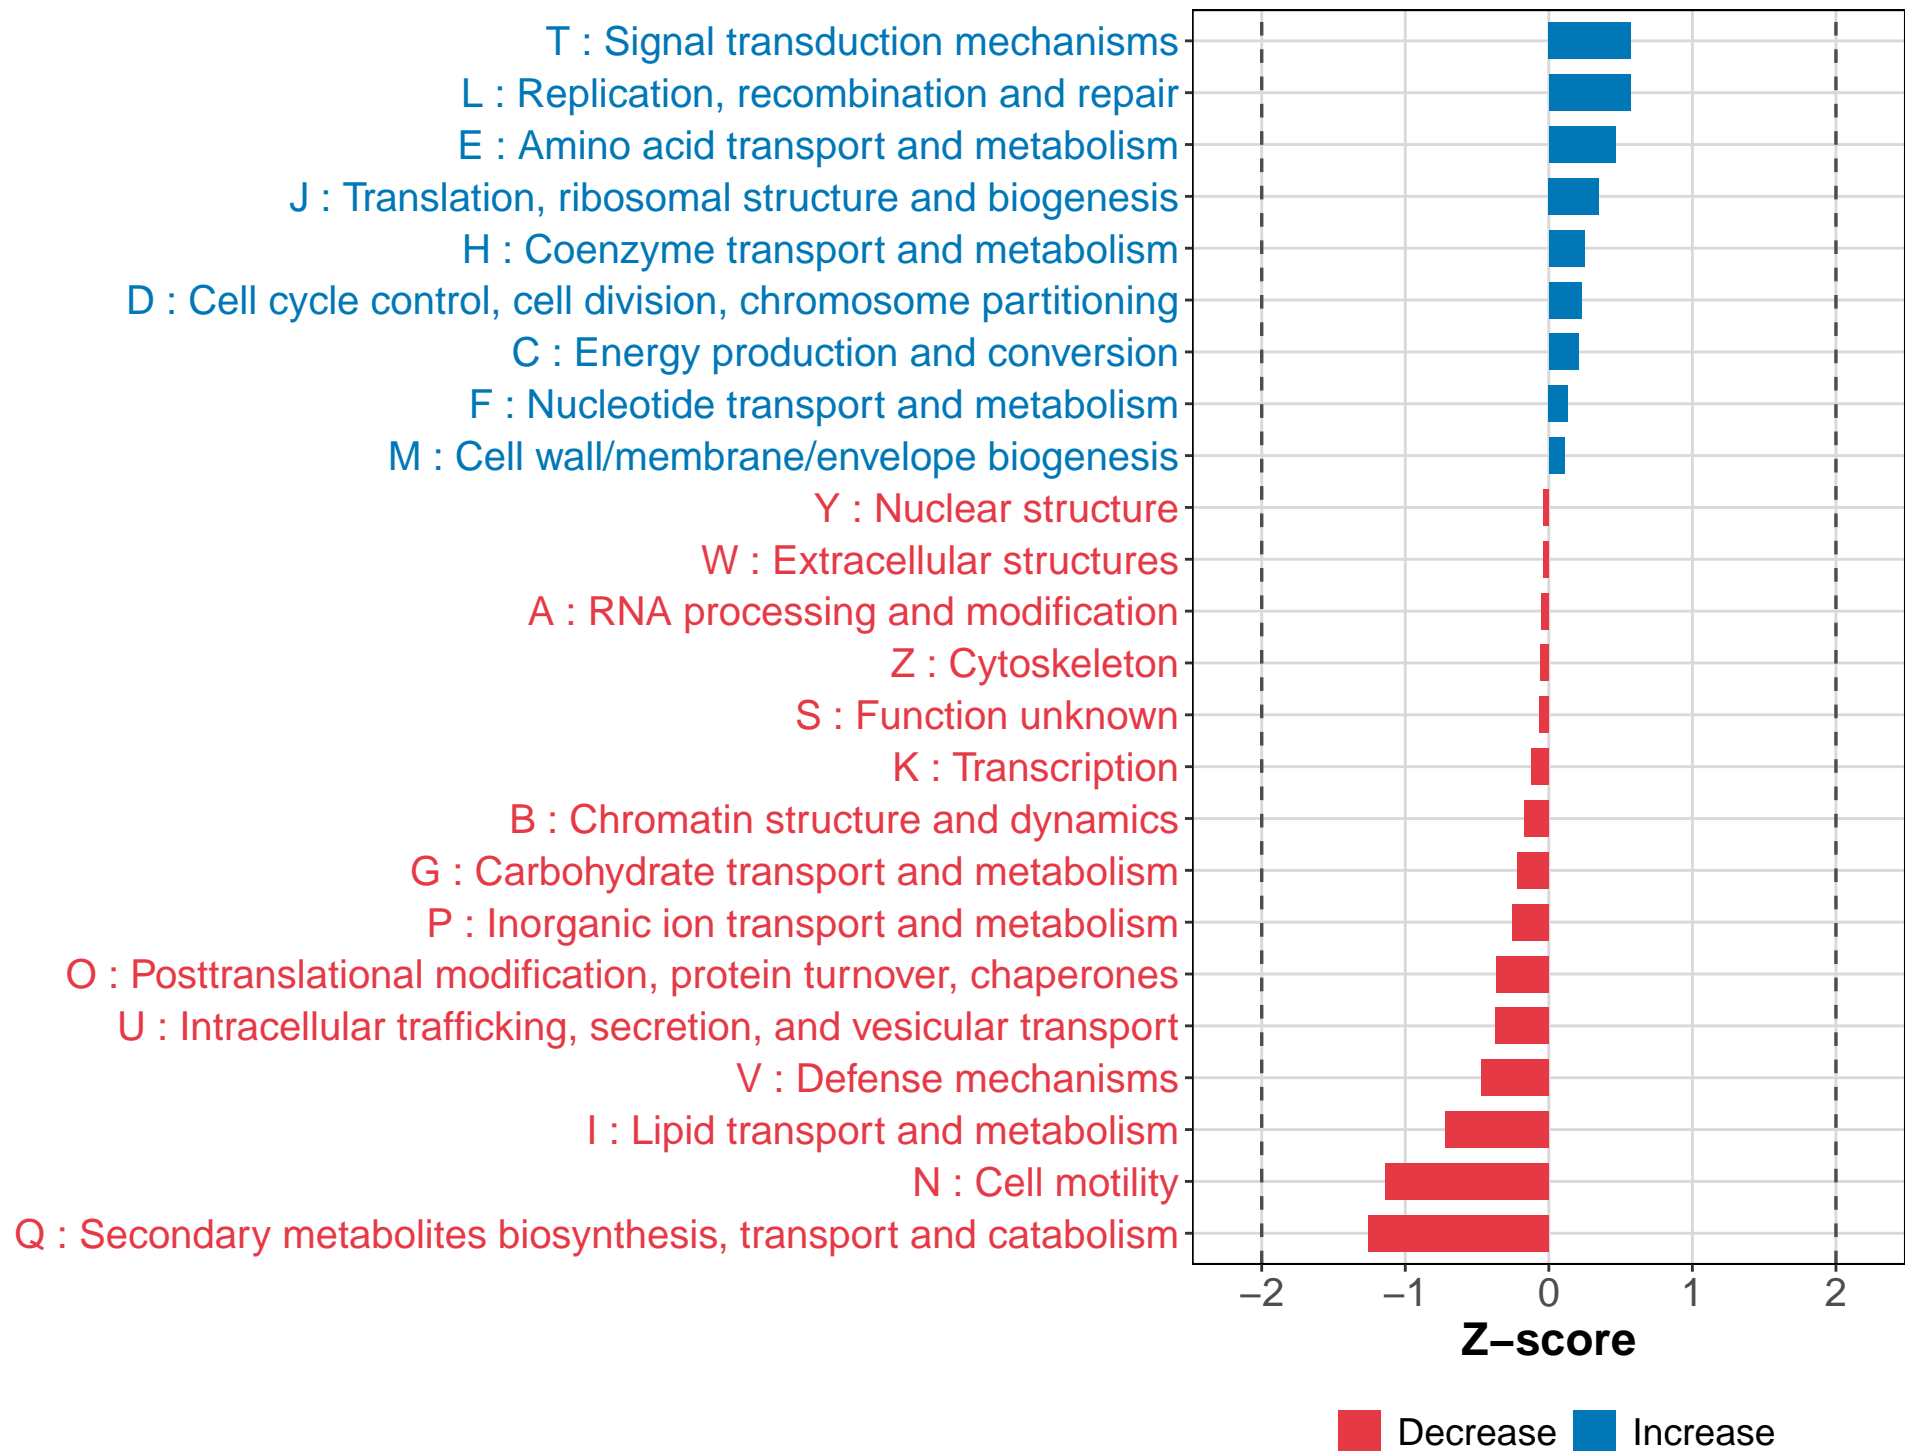 T : Signal transduction mechanisms
L : Replication, recombination and repair
E : Amino acid transport and metabolism
J : Translation, ribosomal structure and biogenesis
H : Coenzyme transport and metabolism
D : Cell cycle control, cell division, chromosome partitioning
C : Energy production and conversion
F : Nucleotide transport and metabolism
M : Cell wall/membrane/envelope biogenesis
Y : Nuclear structure
W : Extracellular structures
A : RNA processing and modification
Z : Cytoskeleton
S : Function unknown
K : Transcription
B : Chromatin structure and dynamics
G : Carbohydrate transport and metabolism
P : Inorganic ion transport and metabolism
O : Posttranslational modification, protein turnover, chaperones
U : Intracellular trafficking, secretion, and vesicular transport
V : Defense mechanisms
I : Lipid transport and metabolism
N : Cell motility
Q : Secondary metabolites biosynthesis, transport and catabolism
−2 −1 0 1 2
Z−score
Decrease Increase